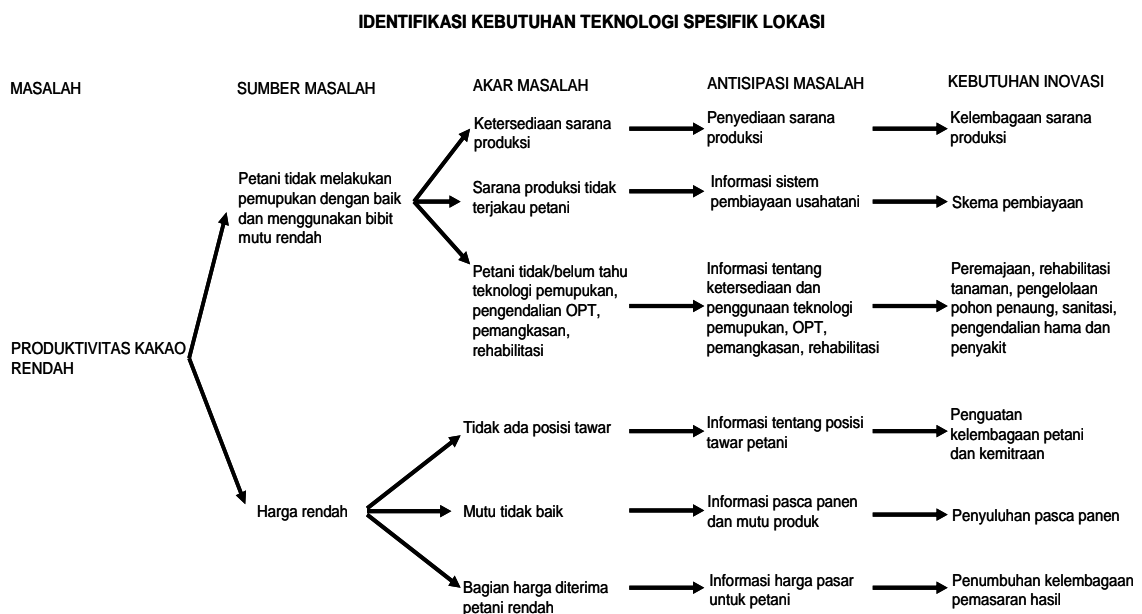 IDENTIFIKASI KEBUTUHAN TEKNOLOGI SPESIFIK LOKASI
MASALAH
SUMBER MASALAH
AKAR MASALAH
ANTISIPASI MASALAH
KEBUTUHAN INOVASI
PRODUKTIVITAS KAKAO
RENDAH
Petani tidak melakukan
pemupukan dengan baik
dan menggunakan bibit
mutu rendah
Ketersediaan sarana
produksi
Penyediaan sarana
produksi
Kelembagaan sarana
produksi
Sarana produksi tidak
terjakau petani
Informasi sistem
pembiayaan usahatani
Skema pembiayaan
Petani tidak/belum tahu
teknologi pemupukan,
pengendalian OPT,
pemangkasan,
rehabilitasi
Informasi tentang
ketersediaan dan
penggunaan teknologi
pemupukan, OPT,
pemangkasan, rehabilitasi
Peremajaan, rehabilitasi
tanaman, pengelolaan
pohon penaung, sanitasi,
pengendalian hama dan
penyakit
Harga rendah
Tidak ada posisi tawar
Informasi tentang posisi
tawar petani
Penguatan
kelembagaan petani
dan kemitraan
Mutu tidak baik
Informasi pasca panen
dan mutu produk
Penyuluhan pasca panen
Bagian harga diterima
petani rendah
Informasi harga pasar
untuk petani
Penumbuhan kelembagaan
pemasaran hasil